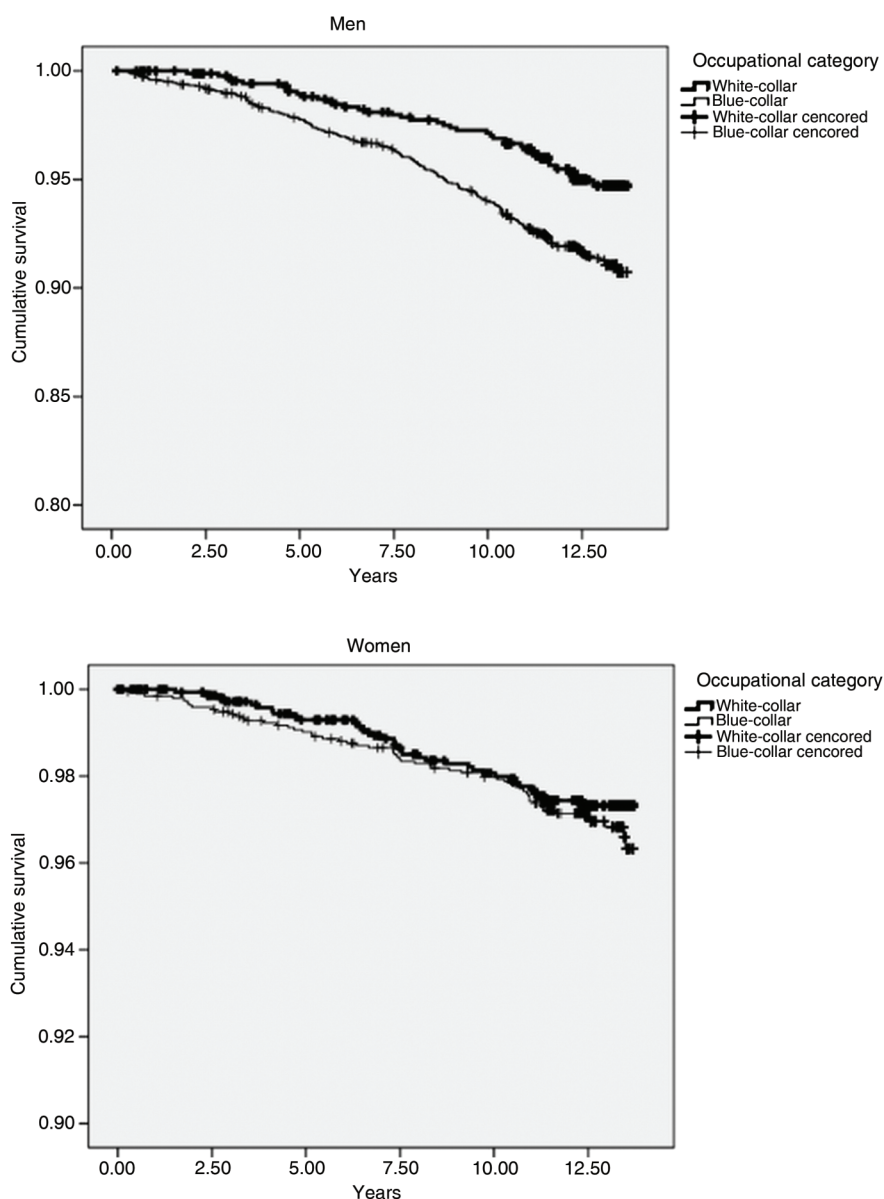 Men
Occupational category
White-collar
Blue-collar
White-collar cencored
Blue-collar cencored
Cumulative survival
1.00
0.95
0.90
0.85
0.80
0.00 2.50 5.00 7.50 10.00 12.50
Years
Women
Occupational category
White-collar
Blue-collar
White-collar cencored
Blue-collar cencored
Cumulative survival
1.00
0.98
0.96
0.94
0.92
0.90
0.00 2.50 5.00 7.50 10.00 12.50
Years